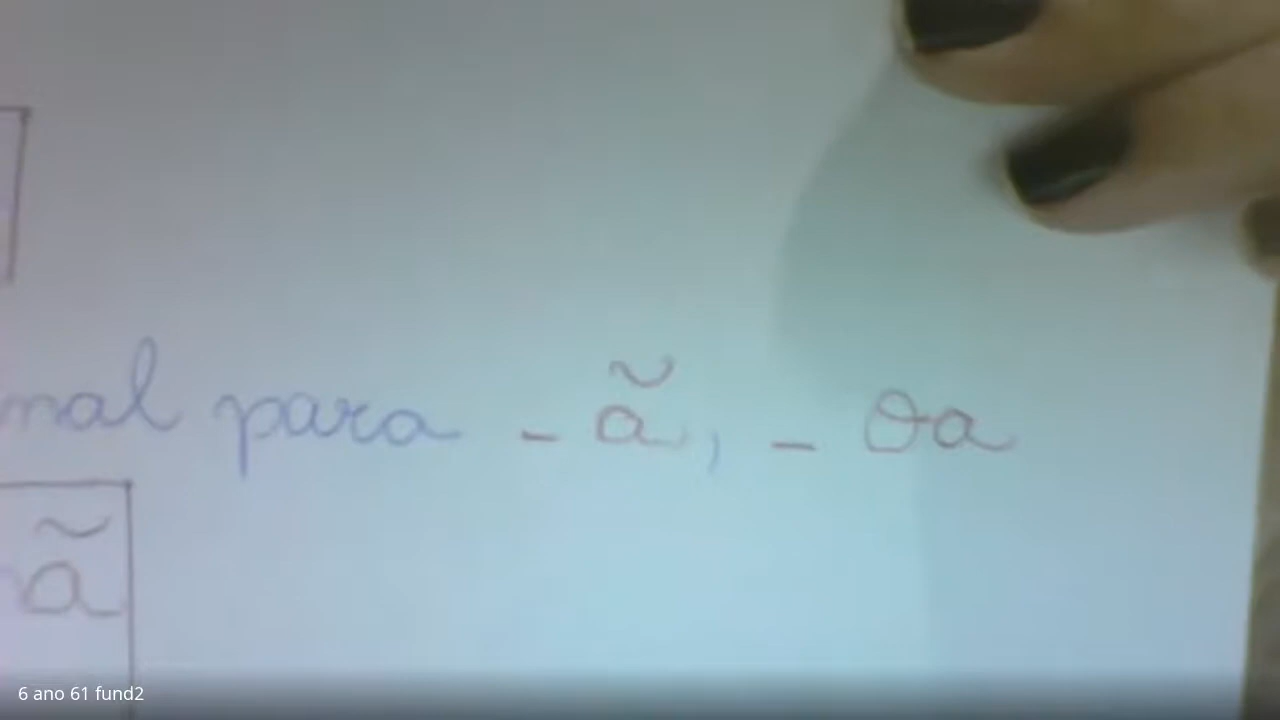 nal para - ã, - oa
ã
6 ano 61 fund2